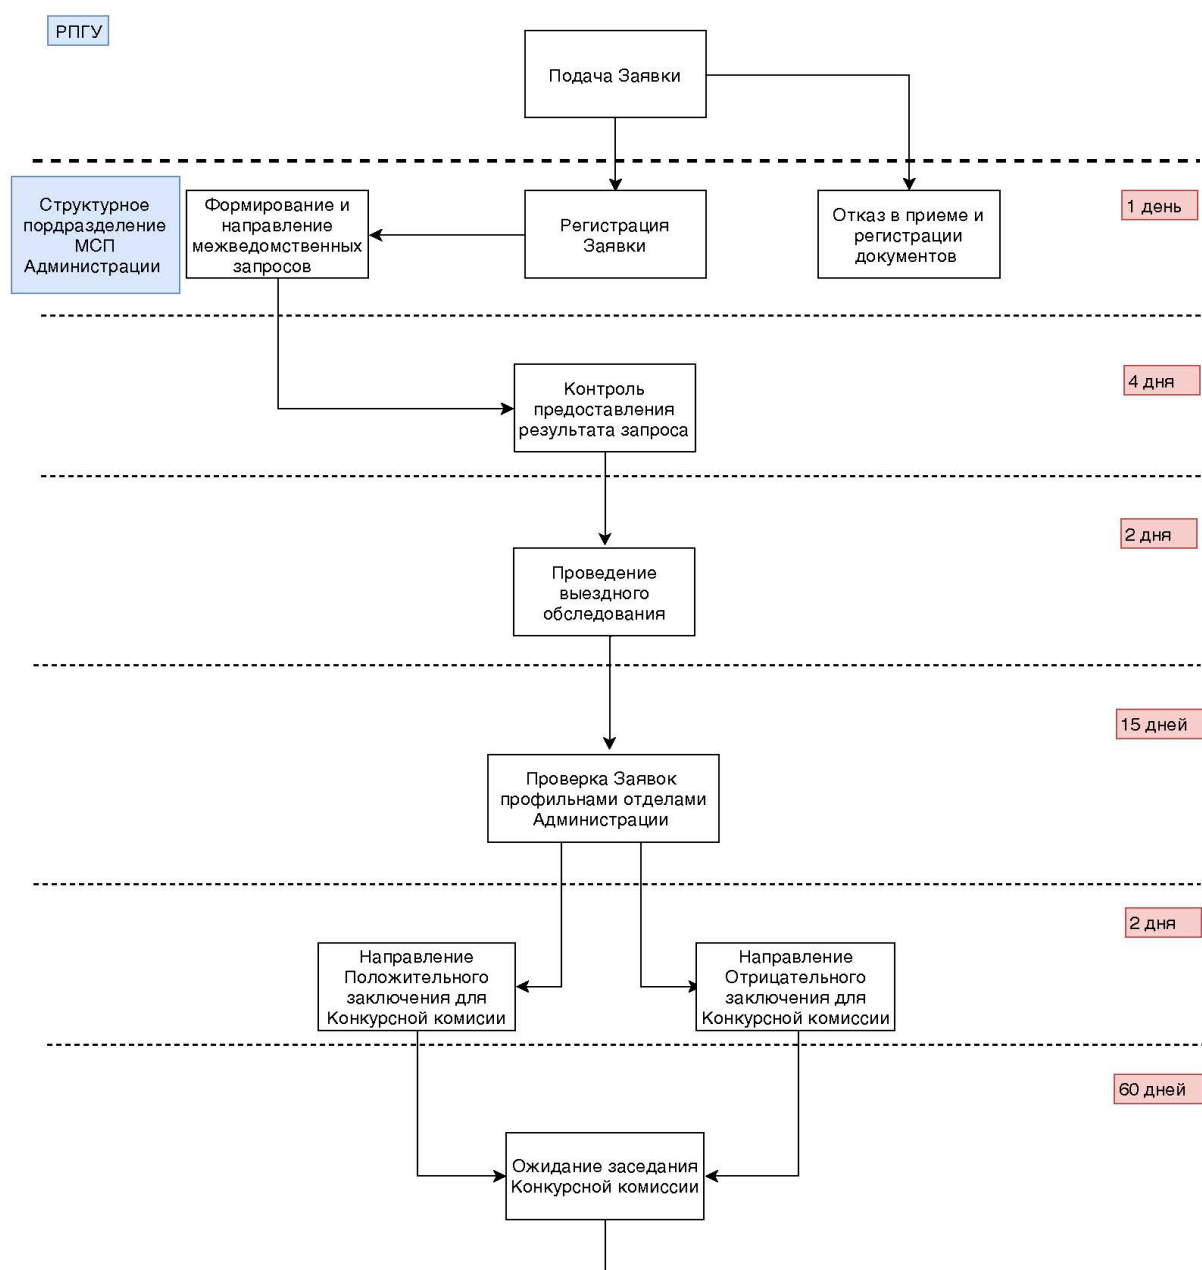 РПГУ
Подача Заявки
Структурное
пордразделение
МСП
Администрации
Формирование и
направление
межведомственных
запросов
Регистрация
Заявки
Отказ в приеме и
регистрации
документов
1 день
Контроль
предоставления
результата запроса
4 дня
Проведение
выездного
обследования
2 дня
15 дней
Проверка Заявок
профильнами отделами
Администрации
2 дня
Направление
Положительного
заключения для
Конкурсной комисии
Направление
Отрицательного
заключения для
Конкурсной комиссии
60 дней
Ожидание заседания
Конкурсной комиссии